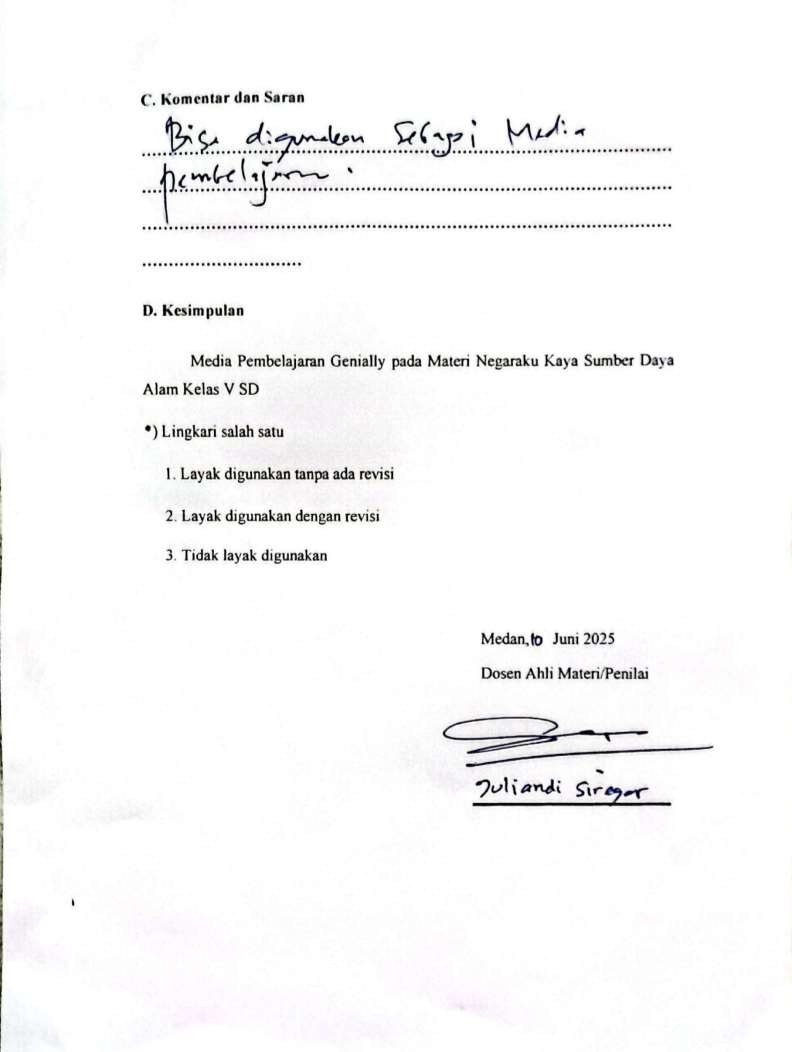 C. Komentar dan Saran
Bisa digunakan Sebagai Media
pembelajaran.
D. Kesimpulan
Media Pembelajaran Genially pada Materi Negaraku Kaya Sumber Daya
Alam Kelas V SD
*) Lingkari salah satu
1. Layak digunakan tanpa ada revisi
2. Layak digunakan dengan revisi
3. Tidak layak digunakan
Medan, 10 Juni 2025
Dosen Ahli Materi/Penilai
Juliandi Siregar